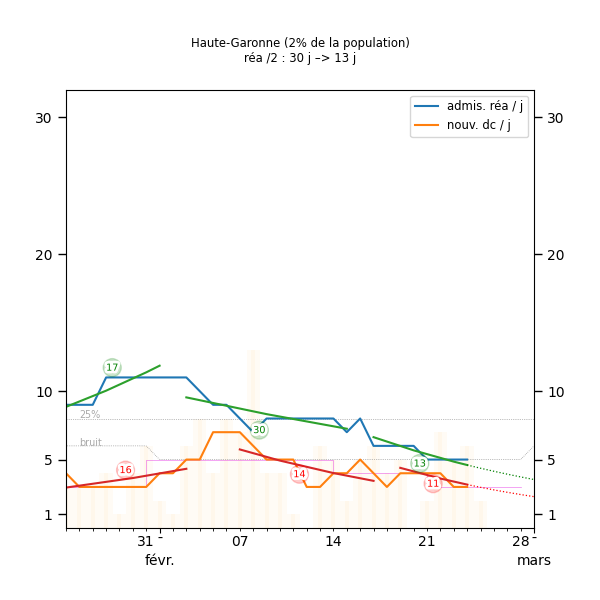 Haute-Garonne (2% de la population)
réa /2 : 30 j –> 13 j
admis. réa / j
nouv. dc / j
30 30
20 20
10 10
5 5
1 1
17
25%
bruit
16
30
14
13
11
31 07 14 21 28
févr. mars